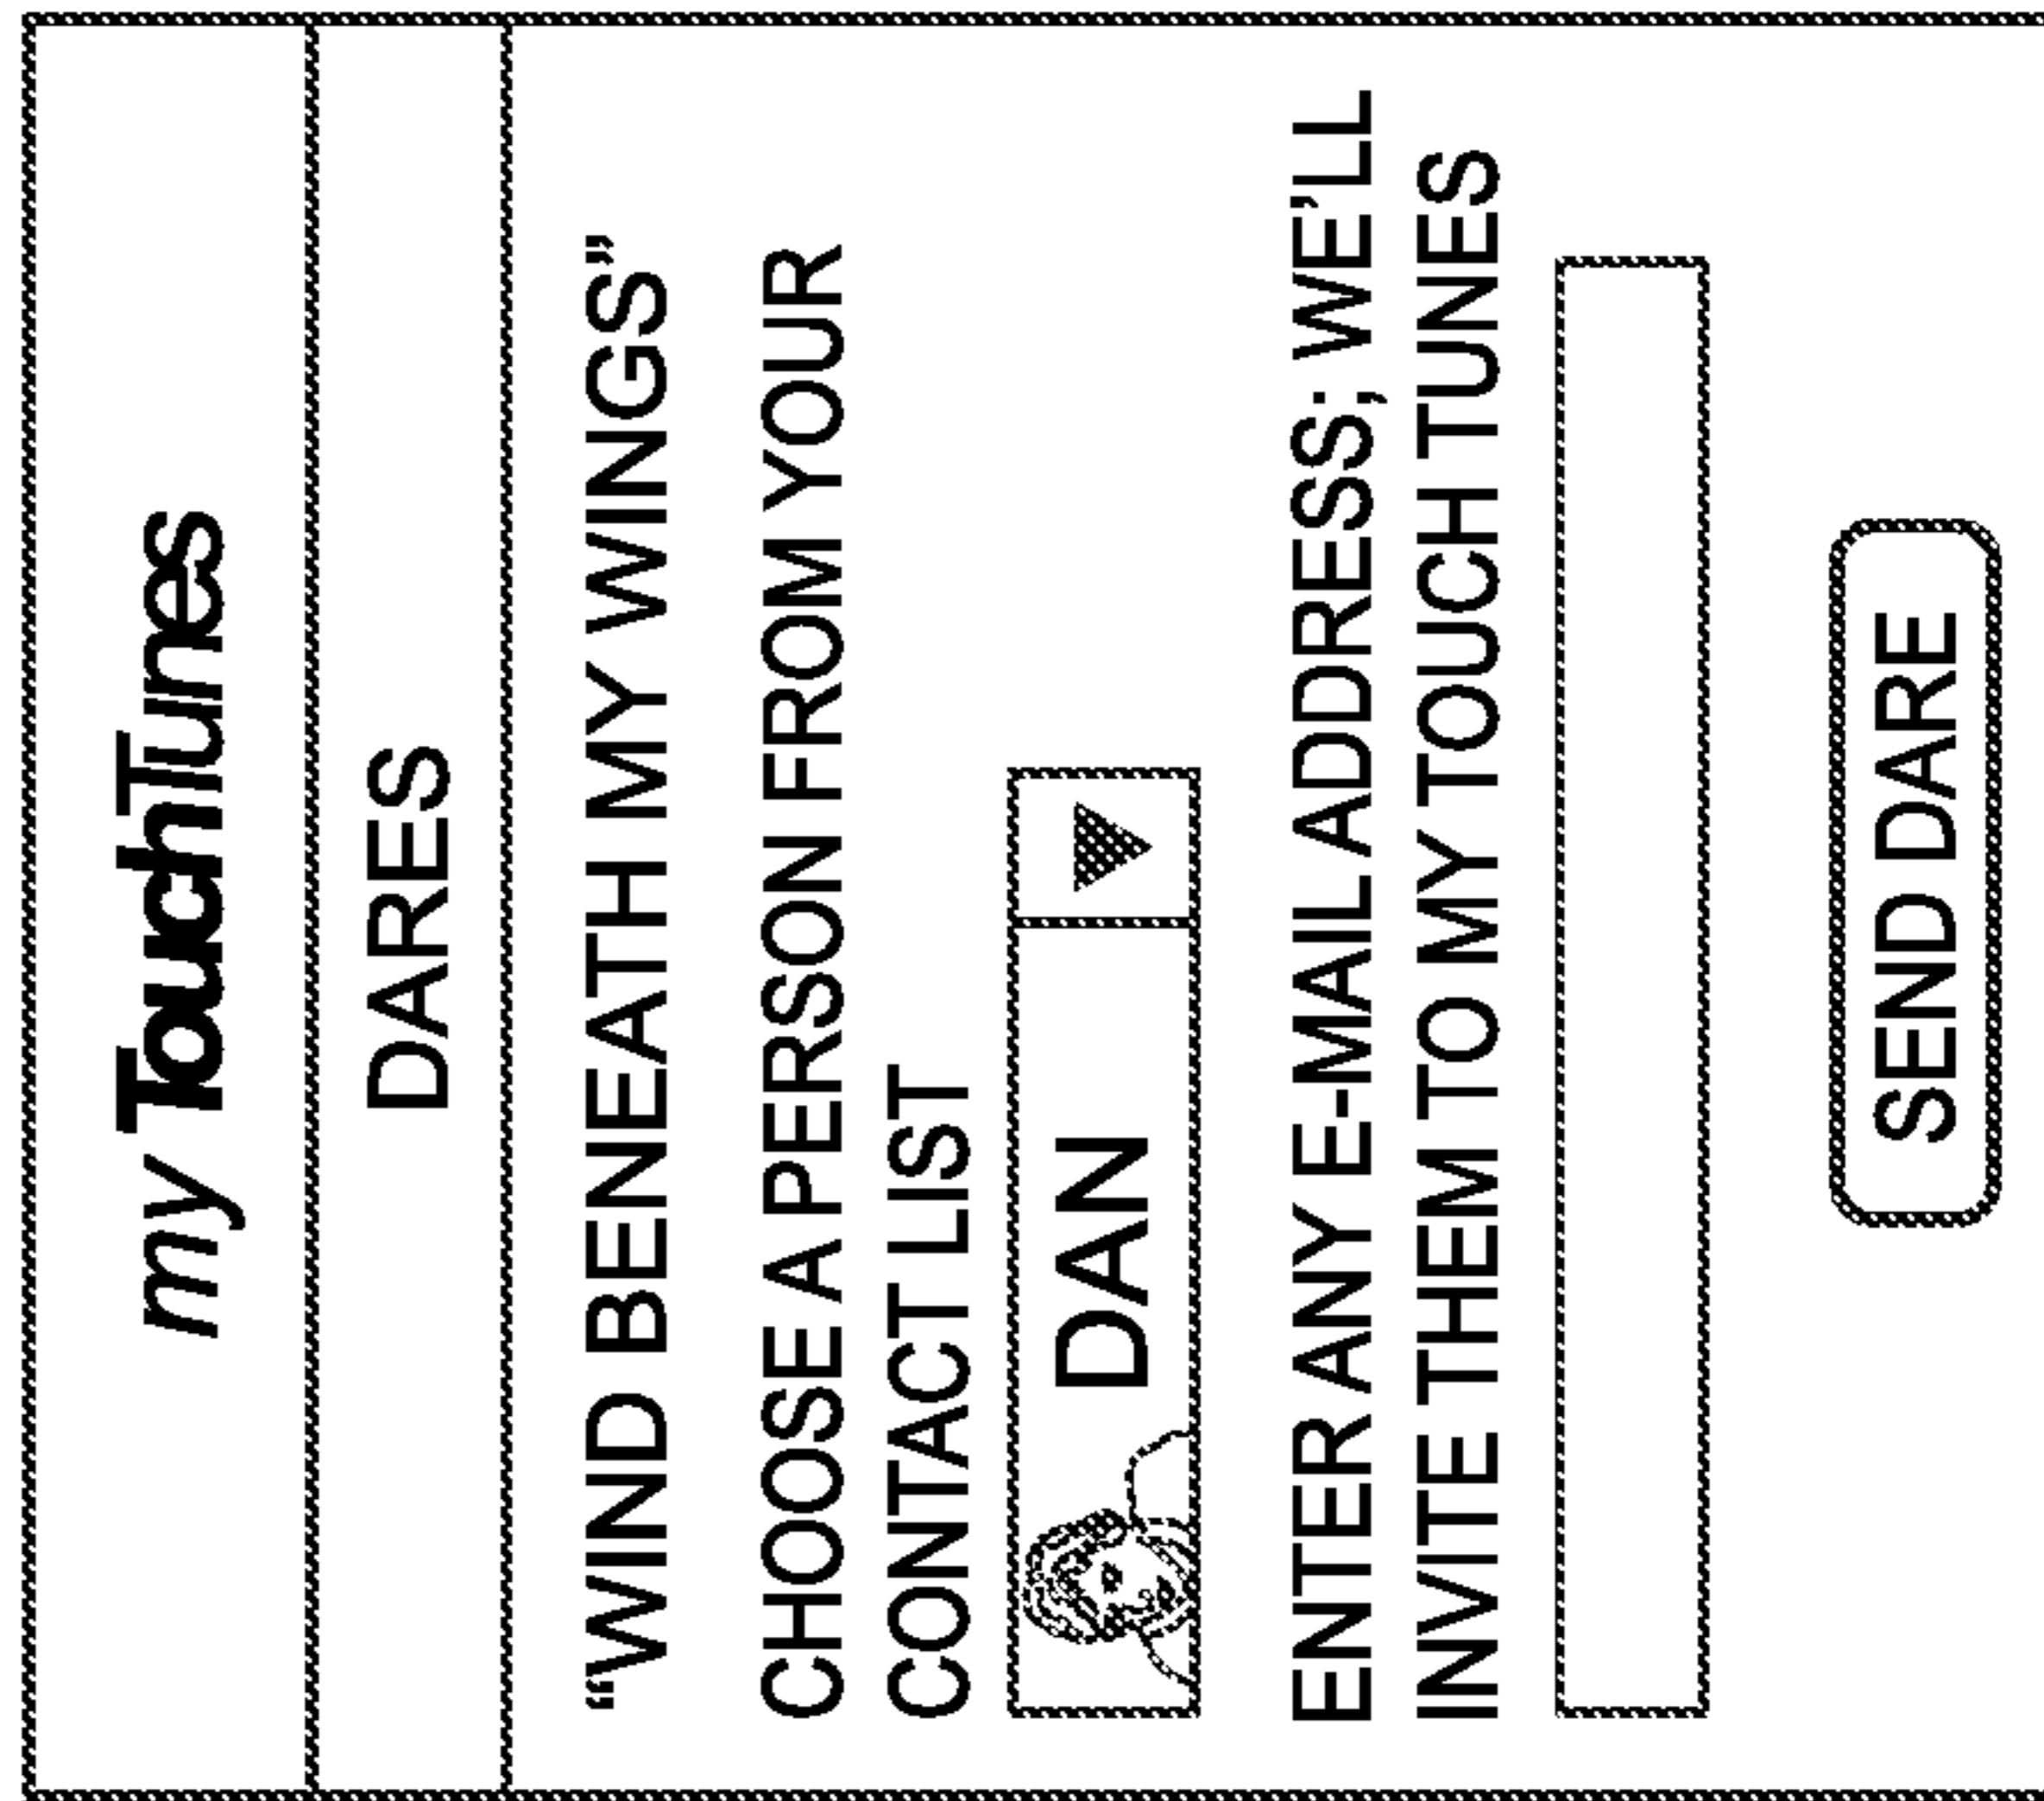 my TouchTunes
DARES
“WIND BENEATH MY WINGS”
CHOOSE A PERSON FROM YOUR
CONTACT LIST
DAN
ENTER ANY E-MAIL ADDRESS; WE'LL
INVITE THEM TO MY TOUCH TUNES
SEND DARE